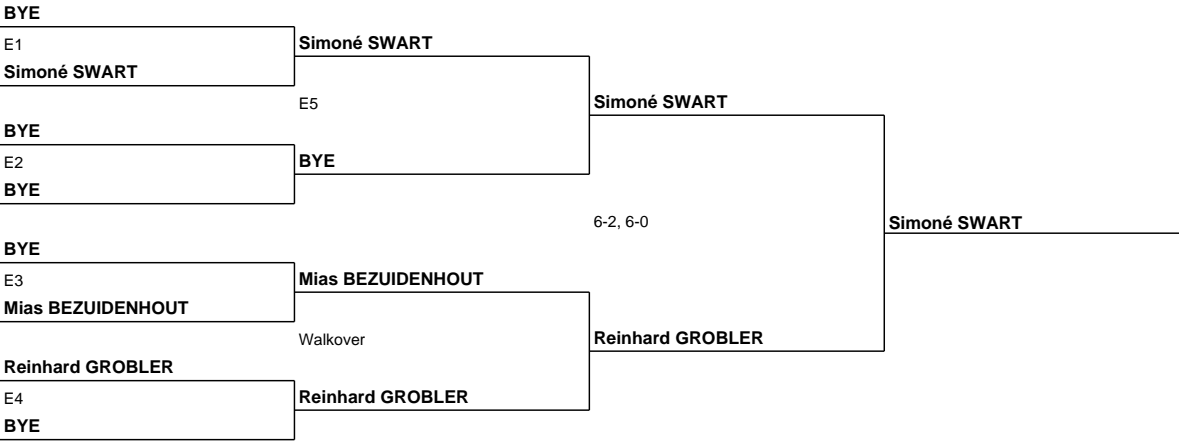 BYE
E1
Simoné SWART
Simoné SWART
E5
Simoné SWART
BYE
E2
BYE
BYE
6-2, 6-0
Simoné SWART
BYE
E3
Mias BEZUIDENHOUT
Mias BEZUIDENHOUT
Walkover
Reinhard GROBLER
Reinhard GROBLER
E4
Reinhard GROBLER
BYE